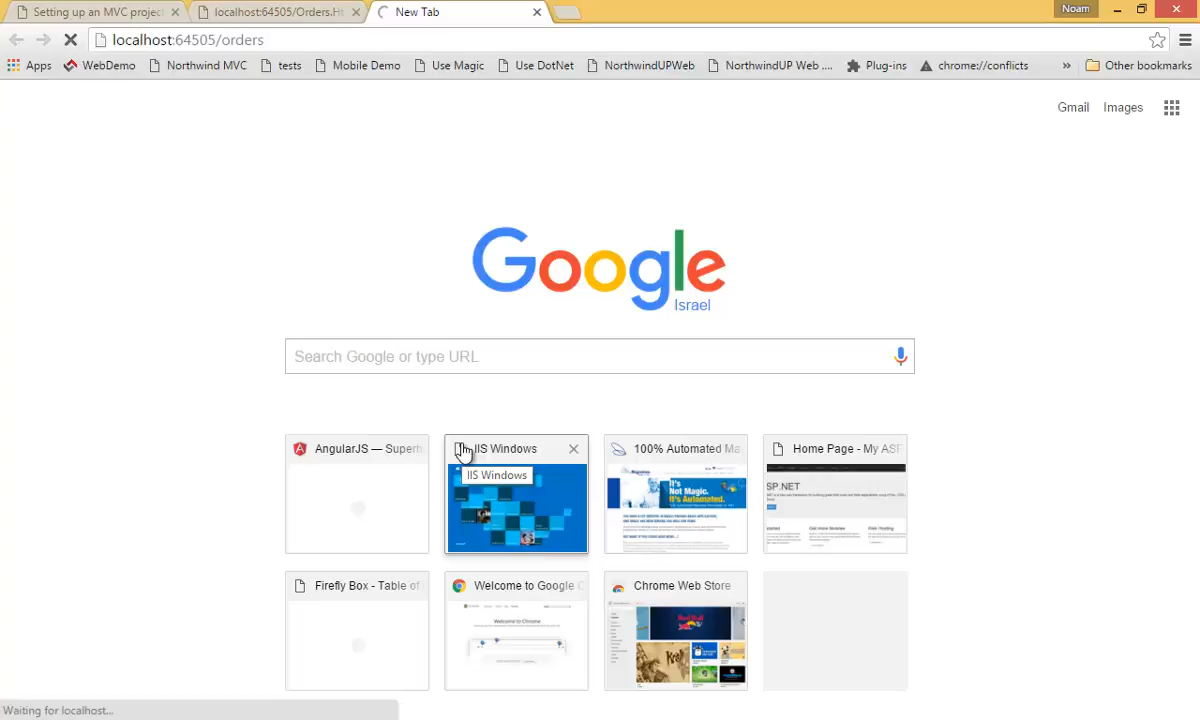 Setting up an MVC projec
localhost:64505/Orders.Ht
New Tab
Noam
localhost:64505/orders
Apps
WebDemo
Northwind MVC
tests
Mobile Demo
Use Magic
Use DotNet
NorthwindUPWeb
NorthwindUP Web ....
Plug-ins
chrome://conflicts
»
Other bookmarks
Gmail
Images
Google
Israel
Search Google or type URL
AngularJS — Superh
IIS Windows
100% Automated Ma
Home Page - My ASF
IIS Windows
It's
Not Magic.
It's
Automated.
SP.NET
Firefly Box - Table of
Welcome to Google C
Chrome Web Store
Welcome to Chrome
Waiting for localhost...